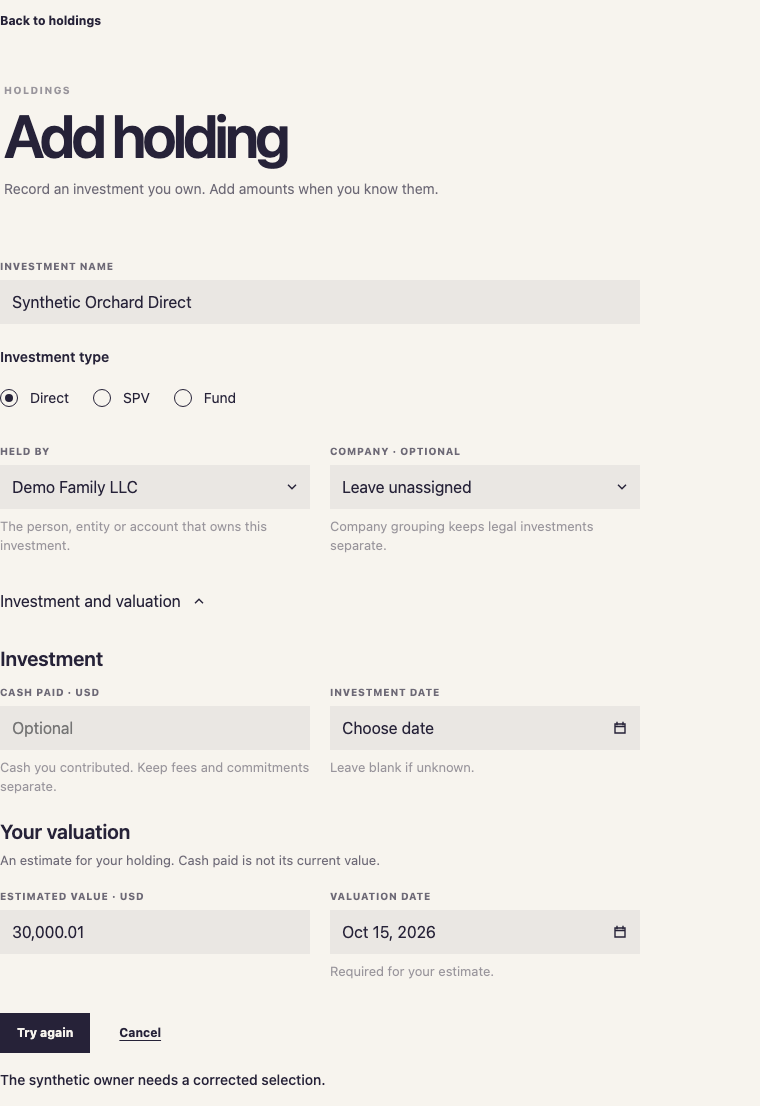 Back to holdings
HOLDINGS
Add holding
Record an investment you own. Add amounts when you know them.
INVESTMENT NAME
Synthetic Orchard Direct
Investment type
Direct SPV Fund
HELD BY
Demo Family LLC
The person, entity or account that owns this
investment.
COMPANY · OPTIONAL
Leave unassigned
Company grouping keeps legal investments
separate.
Investment and valuation
Investment
CASH PAID · USD
Optional
Cash you contributed. Keep fees and commitments
separate.
INVESTMENT DATE
Choose date
Leave blank if unknown.
Your valuation
An estimate for your holding. Cash paid is not its current value.
ESTIMATED VALUE · USD
30,000.01
VALUATION DATE
Oct 15, 2026
Required for your estimate.
Try again Cancel
The synthetic owner needs a corrected selection.